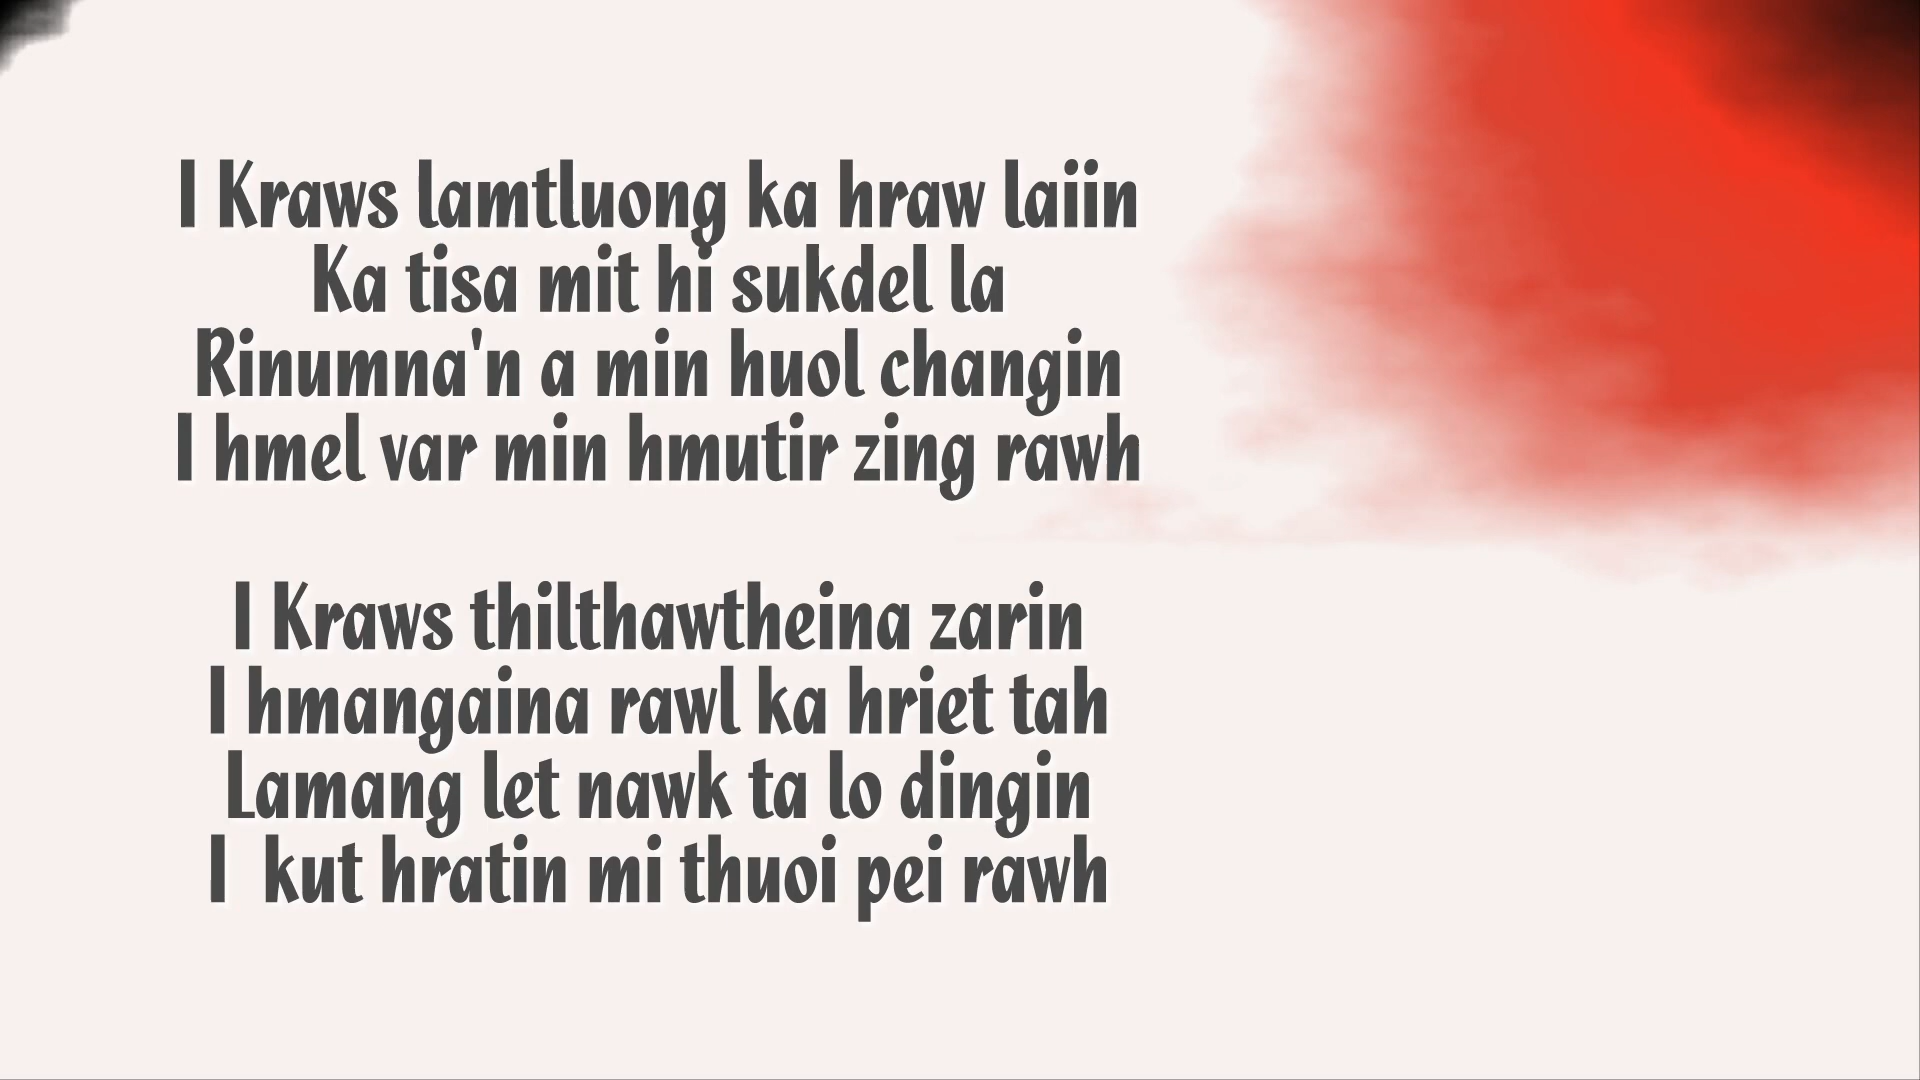 I Kraws lamtluong ka hraw laiin
Ka tisa mit hi sukdel la
Rinumna'n a min huol changin
I hmel var min hmutir zing rawh
I Kraws thilthawtheina zarin
I hmangaina rawl ka hriet tah
Lamang let nawk ta lo dingin
I  kut hratin mi thuoi pei rawh